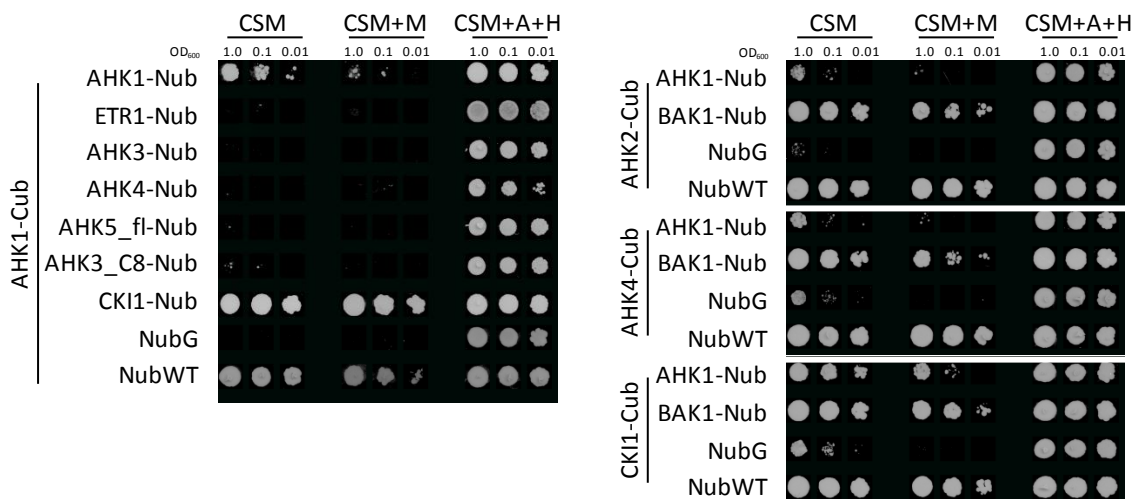 CSM CSM+M CSM+A+H
OD600 1.0 0.1 0.01 1.0 0.1 0.01 1.0 0.1 0.01
AHK1-Cub
AHK1-Nub
ETR1-Nub
AHK3-Nub
AHK4-Nub
AHK5_fl-Nub
AHK3_C8-Nub
CKI1-Nub
NubG
NubWT
CSM CSM+M CSM+A+H
OD600 1.0 0.1 0.01 1.0 0.1 0.01 1.0 0.1 0.01
AHK2-Cub
AHK1-Nub
BAK1-Nub
NubG
NubWT
AHK4-Cub
AHK1-Nub
BAK1-Nub
NubG
NubWT
CKI1-Cub
AHK1-Nub
BAK1-Nub
NubG
NubWT